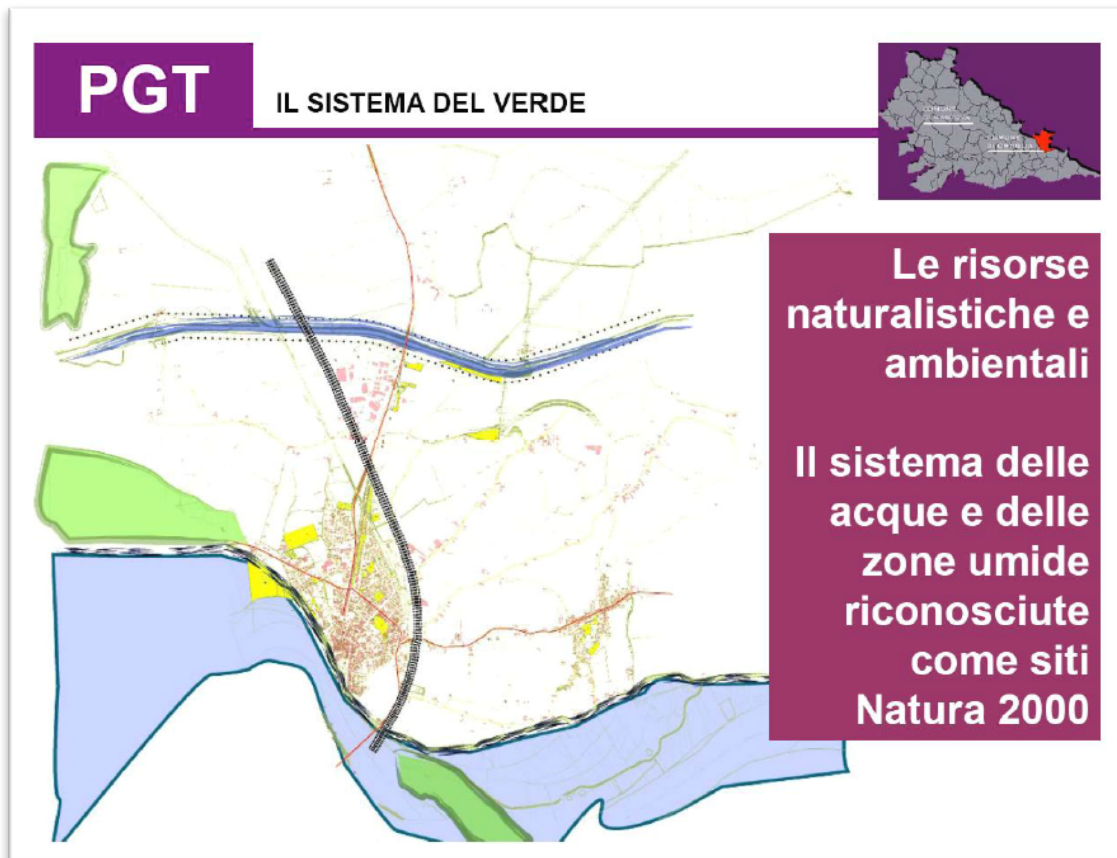 PGT
IL SISTEMA DEL VERDE
Le risorse
naturalistiche e
ambientali
Il sistema delle
acque e delle
zone umide
riconosciute
come siti
Natura 2000